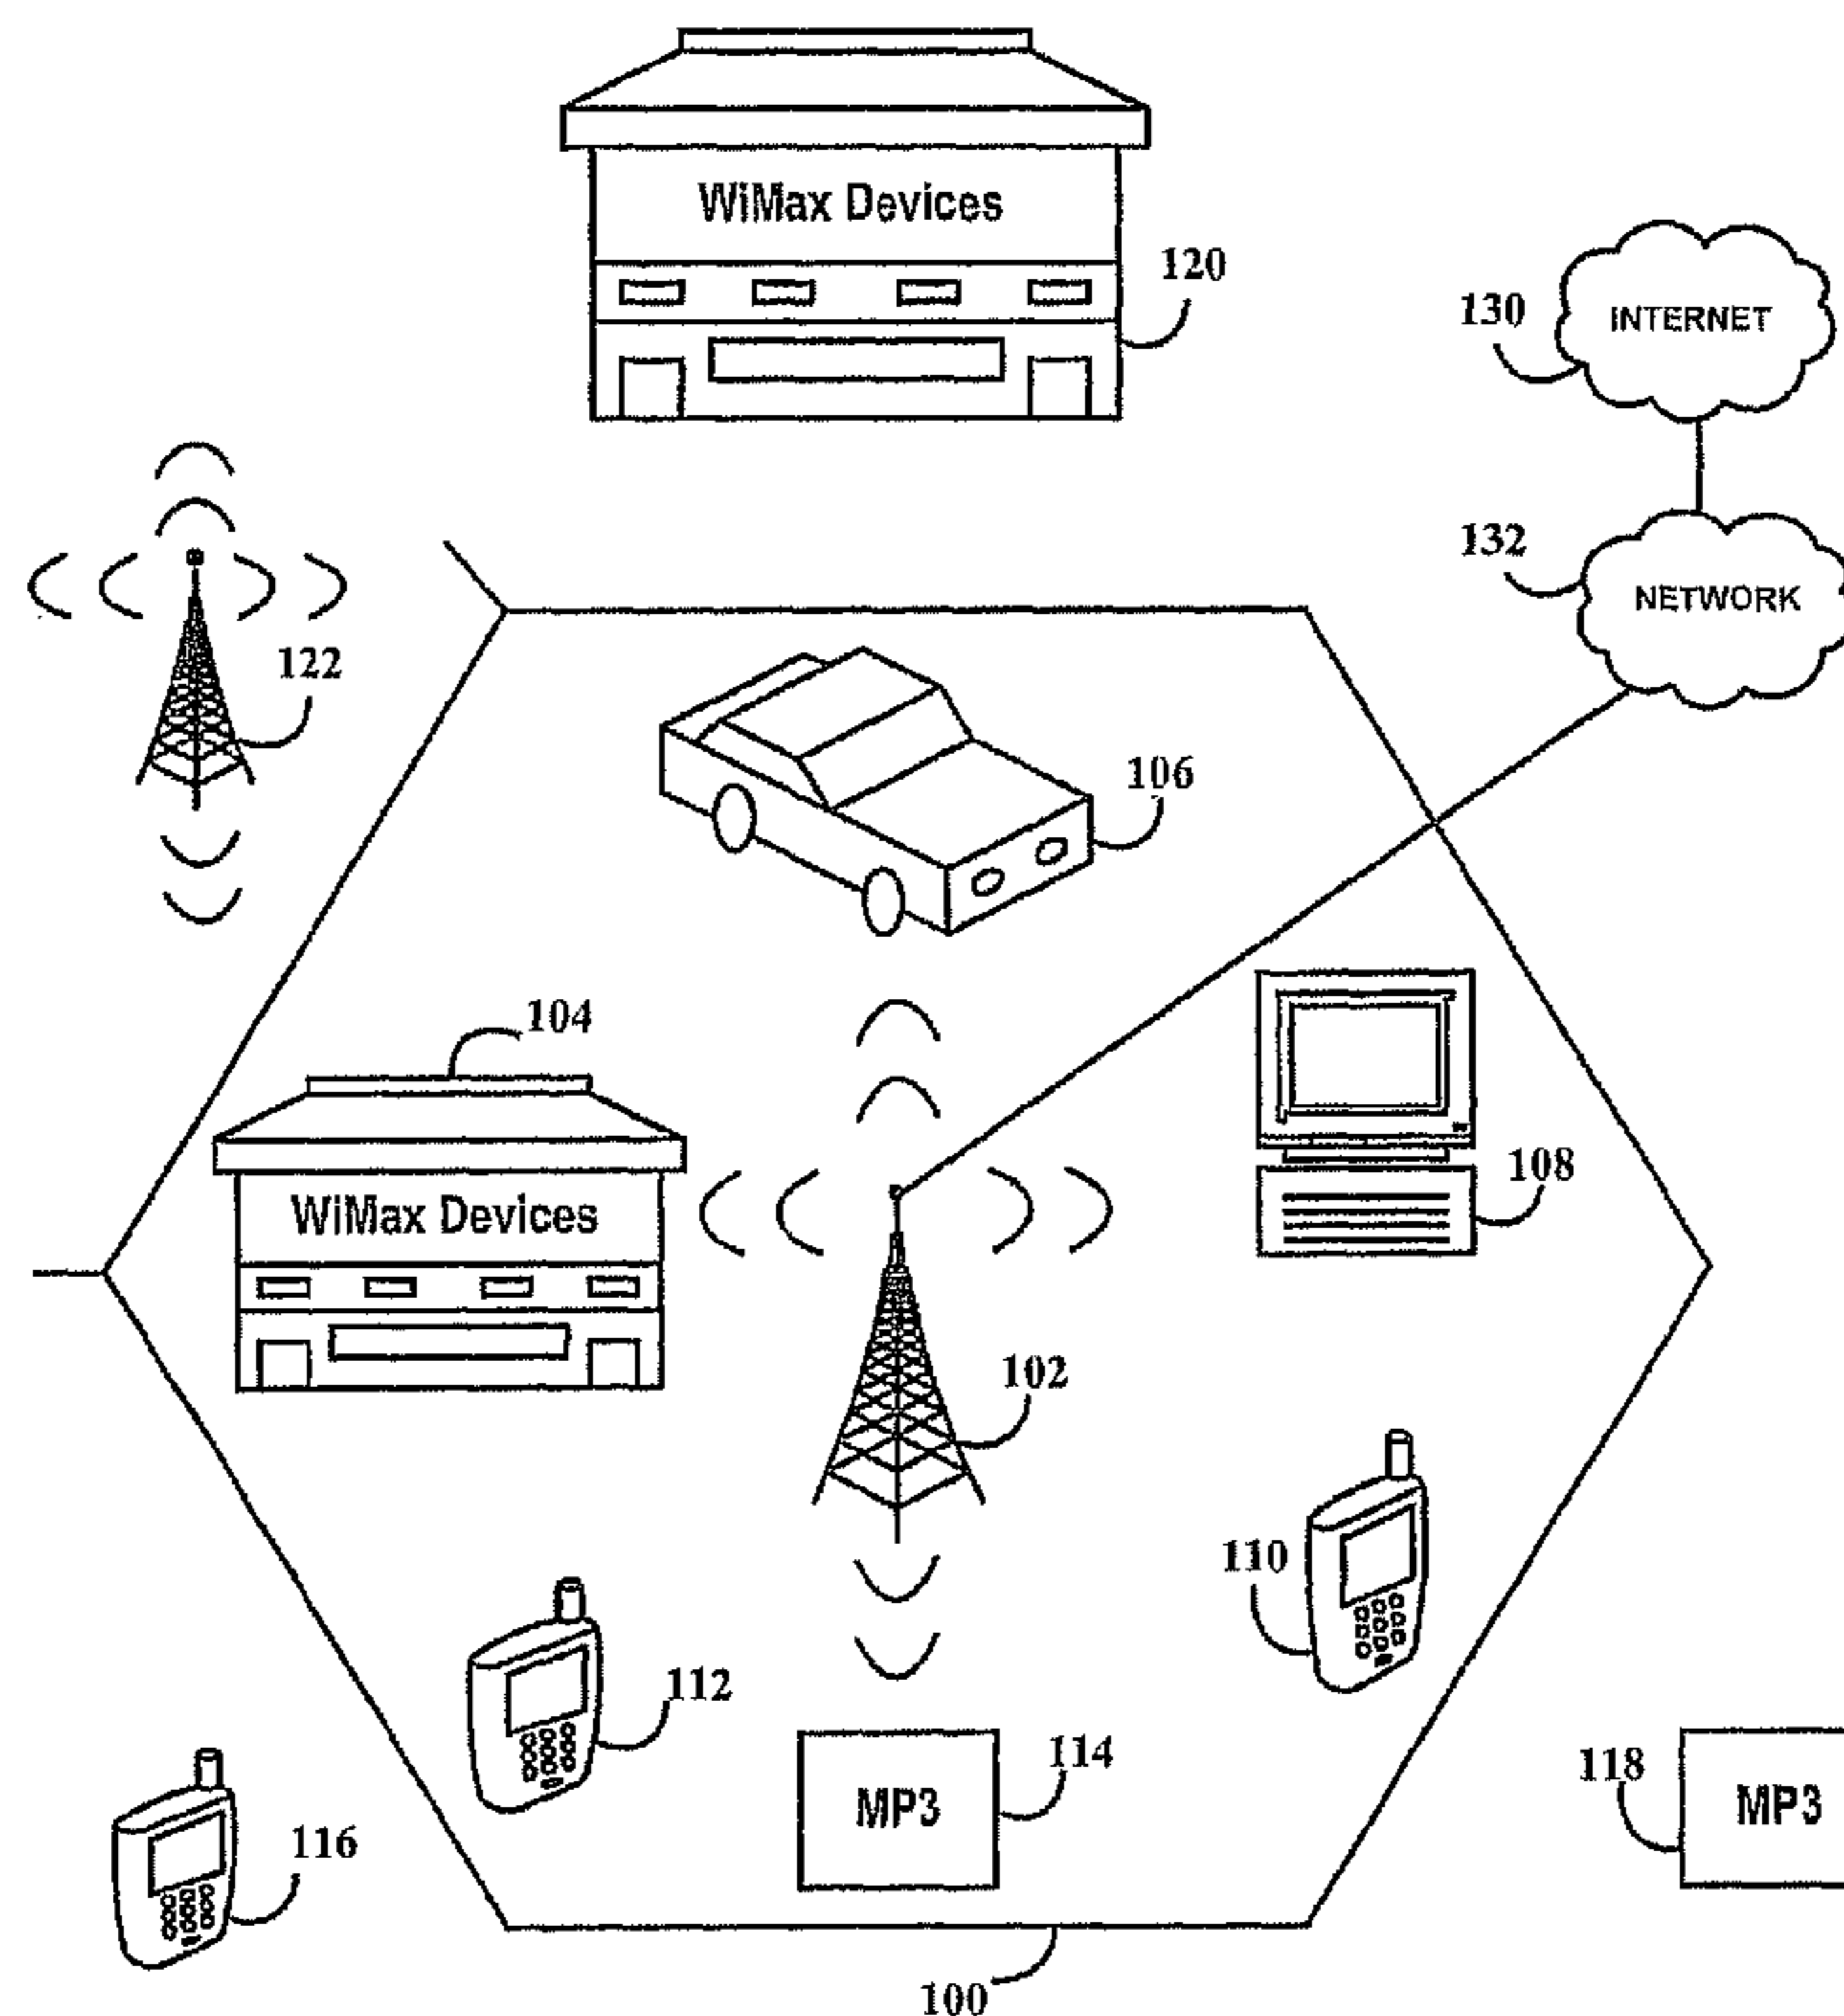 WiMax Devices
120
130
INTERNET
132
NETWORK
122
106
104
WiMax Devices
108
102
110
112
114
MP3
118
MP3
116
100